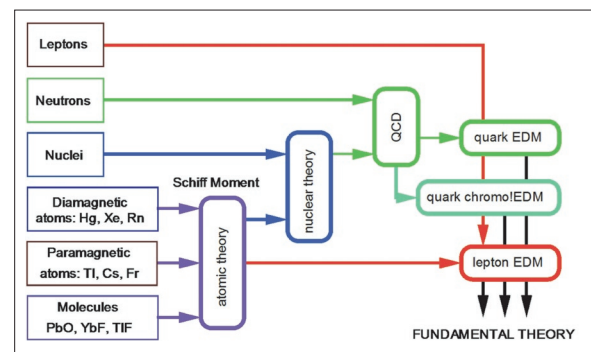 Leptons
Neutrons
Nuclei
Schiff Moment
Diamagnetic
atoms: Hg, Xe, Rn
Paramagnetic
atoms: Tl, Cs, Fr
Molecules
PbO, YbF, TlF
atomic theory
nuclear theory
QCD
quark EDM
quark chromo!EDM
lepton EDM
FUNDAMENTAL THEORY